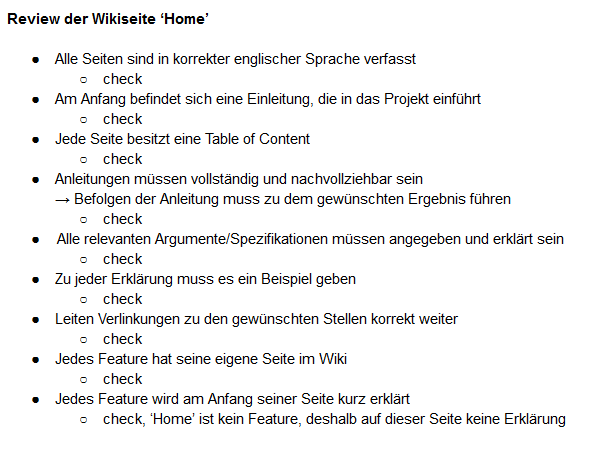 Review der Wikiseite ‘Home’
● Alle Seiten sind in korrekter englischer Sprache verfasst
○ check
● Am Anfang befindet sich eine Einleitung, die in das Projekt einführt
○ check
● Jede Seite besitzt eine Table of Content
○ check
● Anleitungen müssen vollständig und nachvollziehbar sein
→ Befolgen der Anleitung muss zu dem gewünschten Ergebnis führen
○ check
● Alle relevanten Argumente/Spezifikationen müssen angegeben und erklärt sein
○ check
● Zu jeder Erklärung muss es ein Beispiel geben
○ check
● Leiten Verlinkungen zu den gewünschten Stellen korrekt weiter
○ check
● Jedes Feature hat seine eigene Seite im Wiki
○ check
● Jedes Feature wird am Anfang seiner Seite kurz erklärt
○ check, ‘Home’ ist kein Feature, deshalb auf dieser Seite keine Erklärung